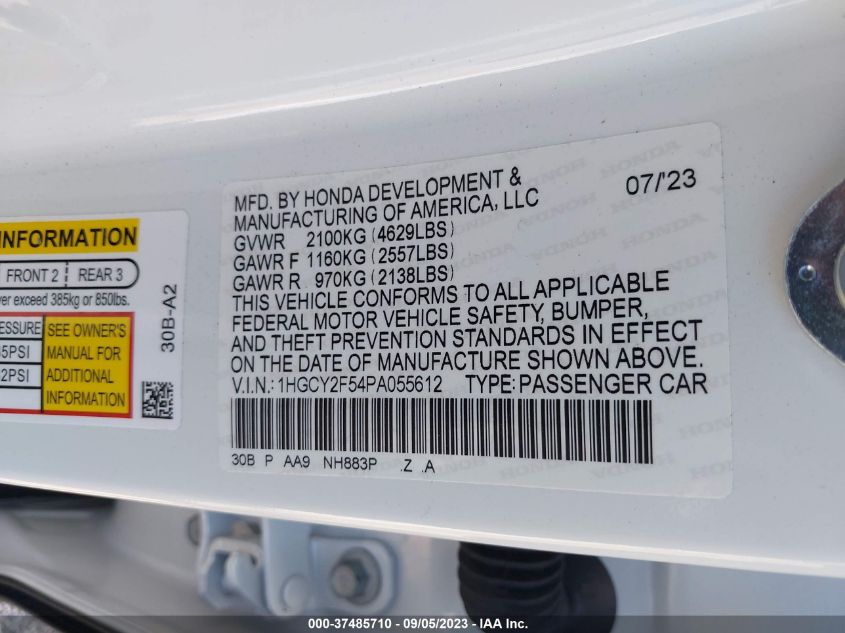 INFORMATION
FRONT 2 REAR 3
ver exceed 385kg or 850lbs.
ESSURE
5PSI
2PSI
SEE OWNER'S
MANUAL FOR
ADDITIONAL
INFORMATION
30B-A2
MFD. BY HONDA DEVELOPMENT & 07/'23
MANUFACTURING OF AMERICA, LLC
GVWR 2100KG (4629LBS)
GAWR F 1160KG (2557LBS)
GAWR R 970KG (2138LBS)
THIS VEHICLE CONFORMS TO ALL APPLICABLE
FEDERAL MOTOR VEHICLE SAFETY, BUMPER,
AND THEFT PREVENTION STANDARDS IN EFFECT
ON THE DATE OF MANUFACTURE SHOWN ABOVE.
V.I.N.:1HGCY2F54PA055612 TYPE:PASSENGER CAR
30B P AA9 NH883P .Z .A
000-37485710 - 09/05/2023 - IAA Inc.